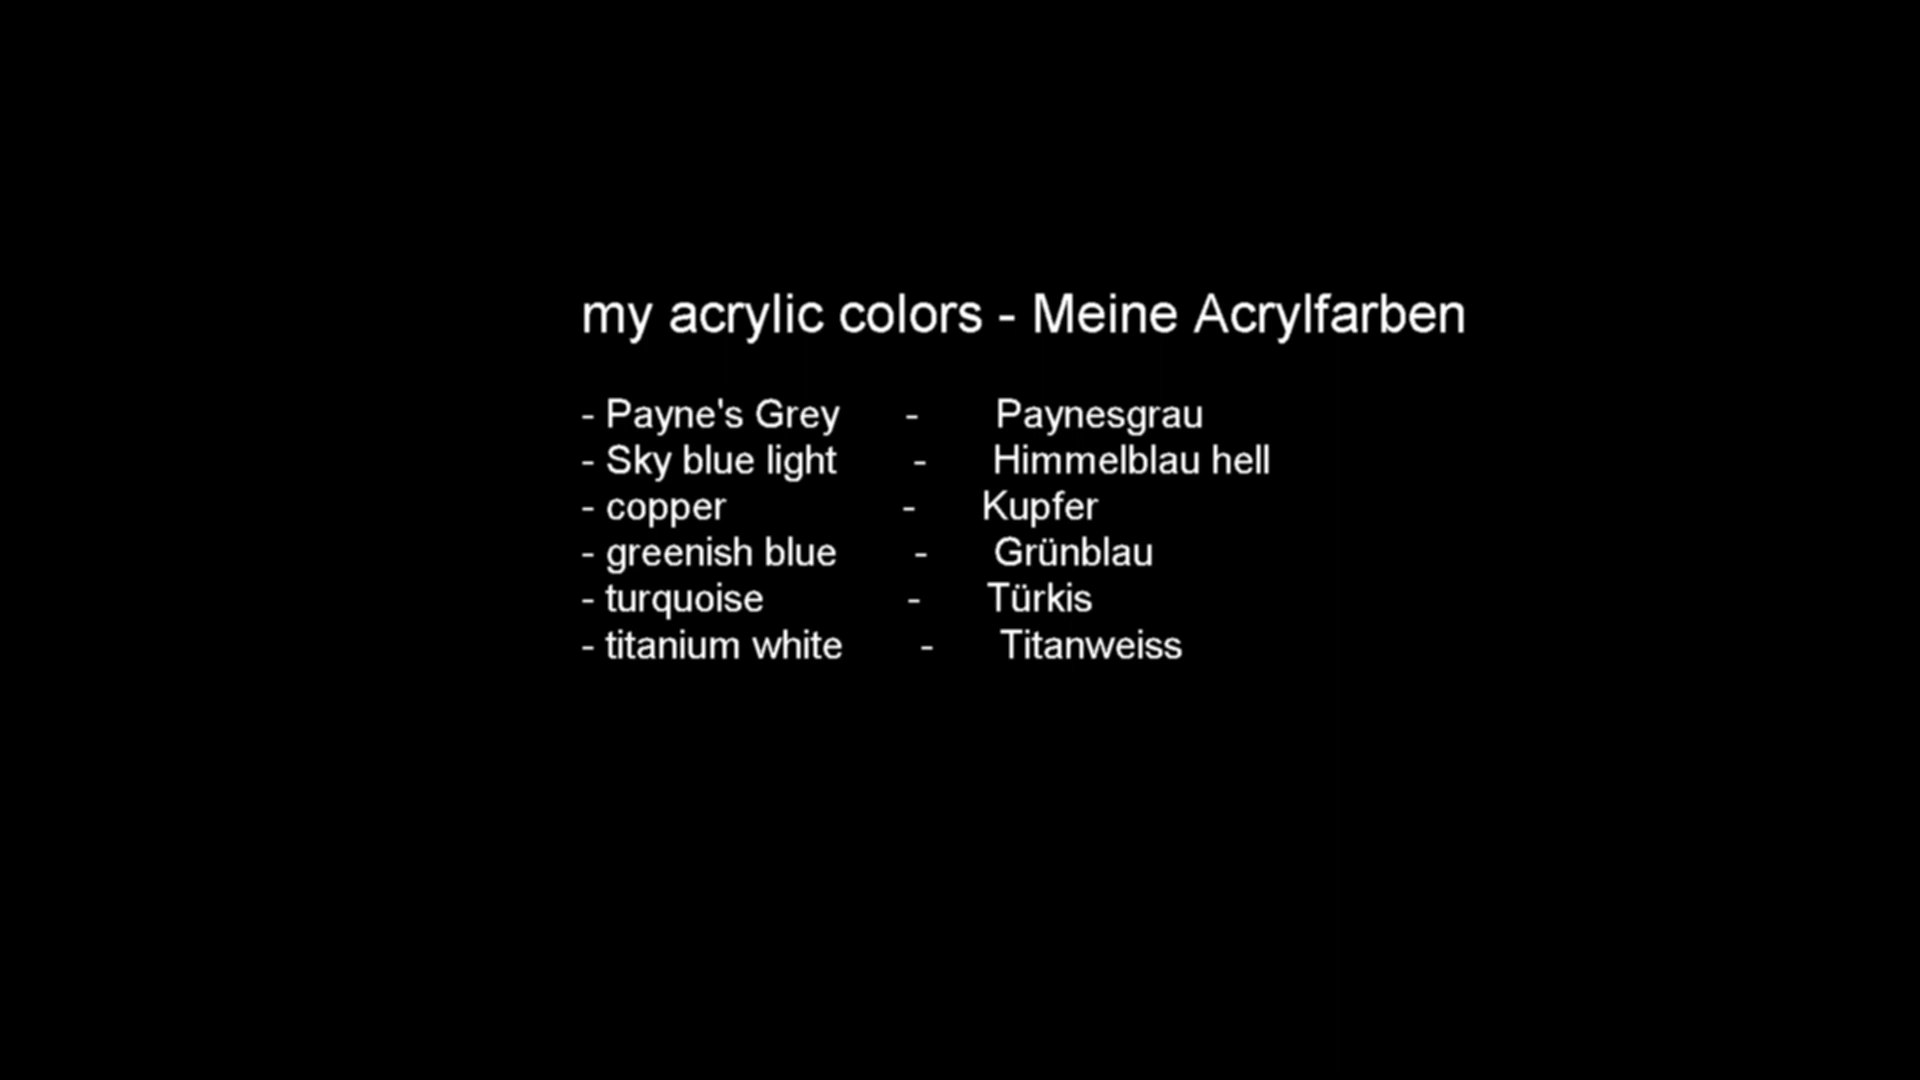 my acrylic colors - Meine Acrylfarben
- Payne's Grey - Paynesgrau
- Sky blue light - Himmelblau hell
- copper - Kupfer
- greenish blue - Grünblau
- turquoise - Türkis
- titanium white - Titanweiss